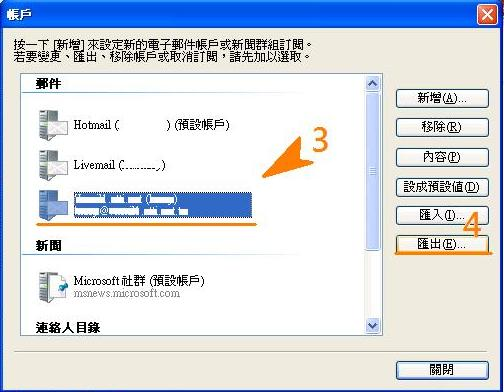 帳戶
按一下 [新增] 來設定新的電子郵件帳戶或新聞群組訂閱。
若要變更、匯出、移除帳戶或取消訂閱，請先加以選取。
郵件
Hotmail ( ) (預設帳戶)
Livemail ( )
3
新聞
Microsoft 社群 (預設帳戶)
msnews.microsoft.com
連絡人目錄
新增(A)...
移除(R)
內容(P)
設成預設值(D)
匯入(I)...
4
匯出(E)...
關閉